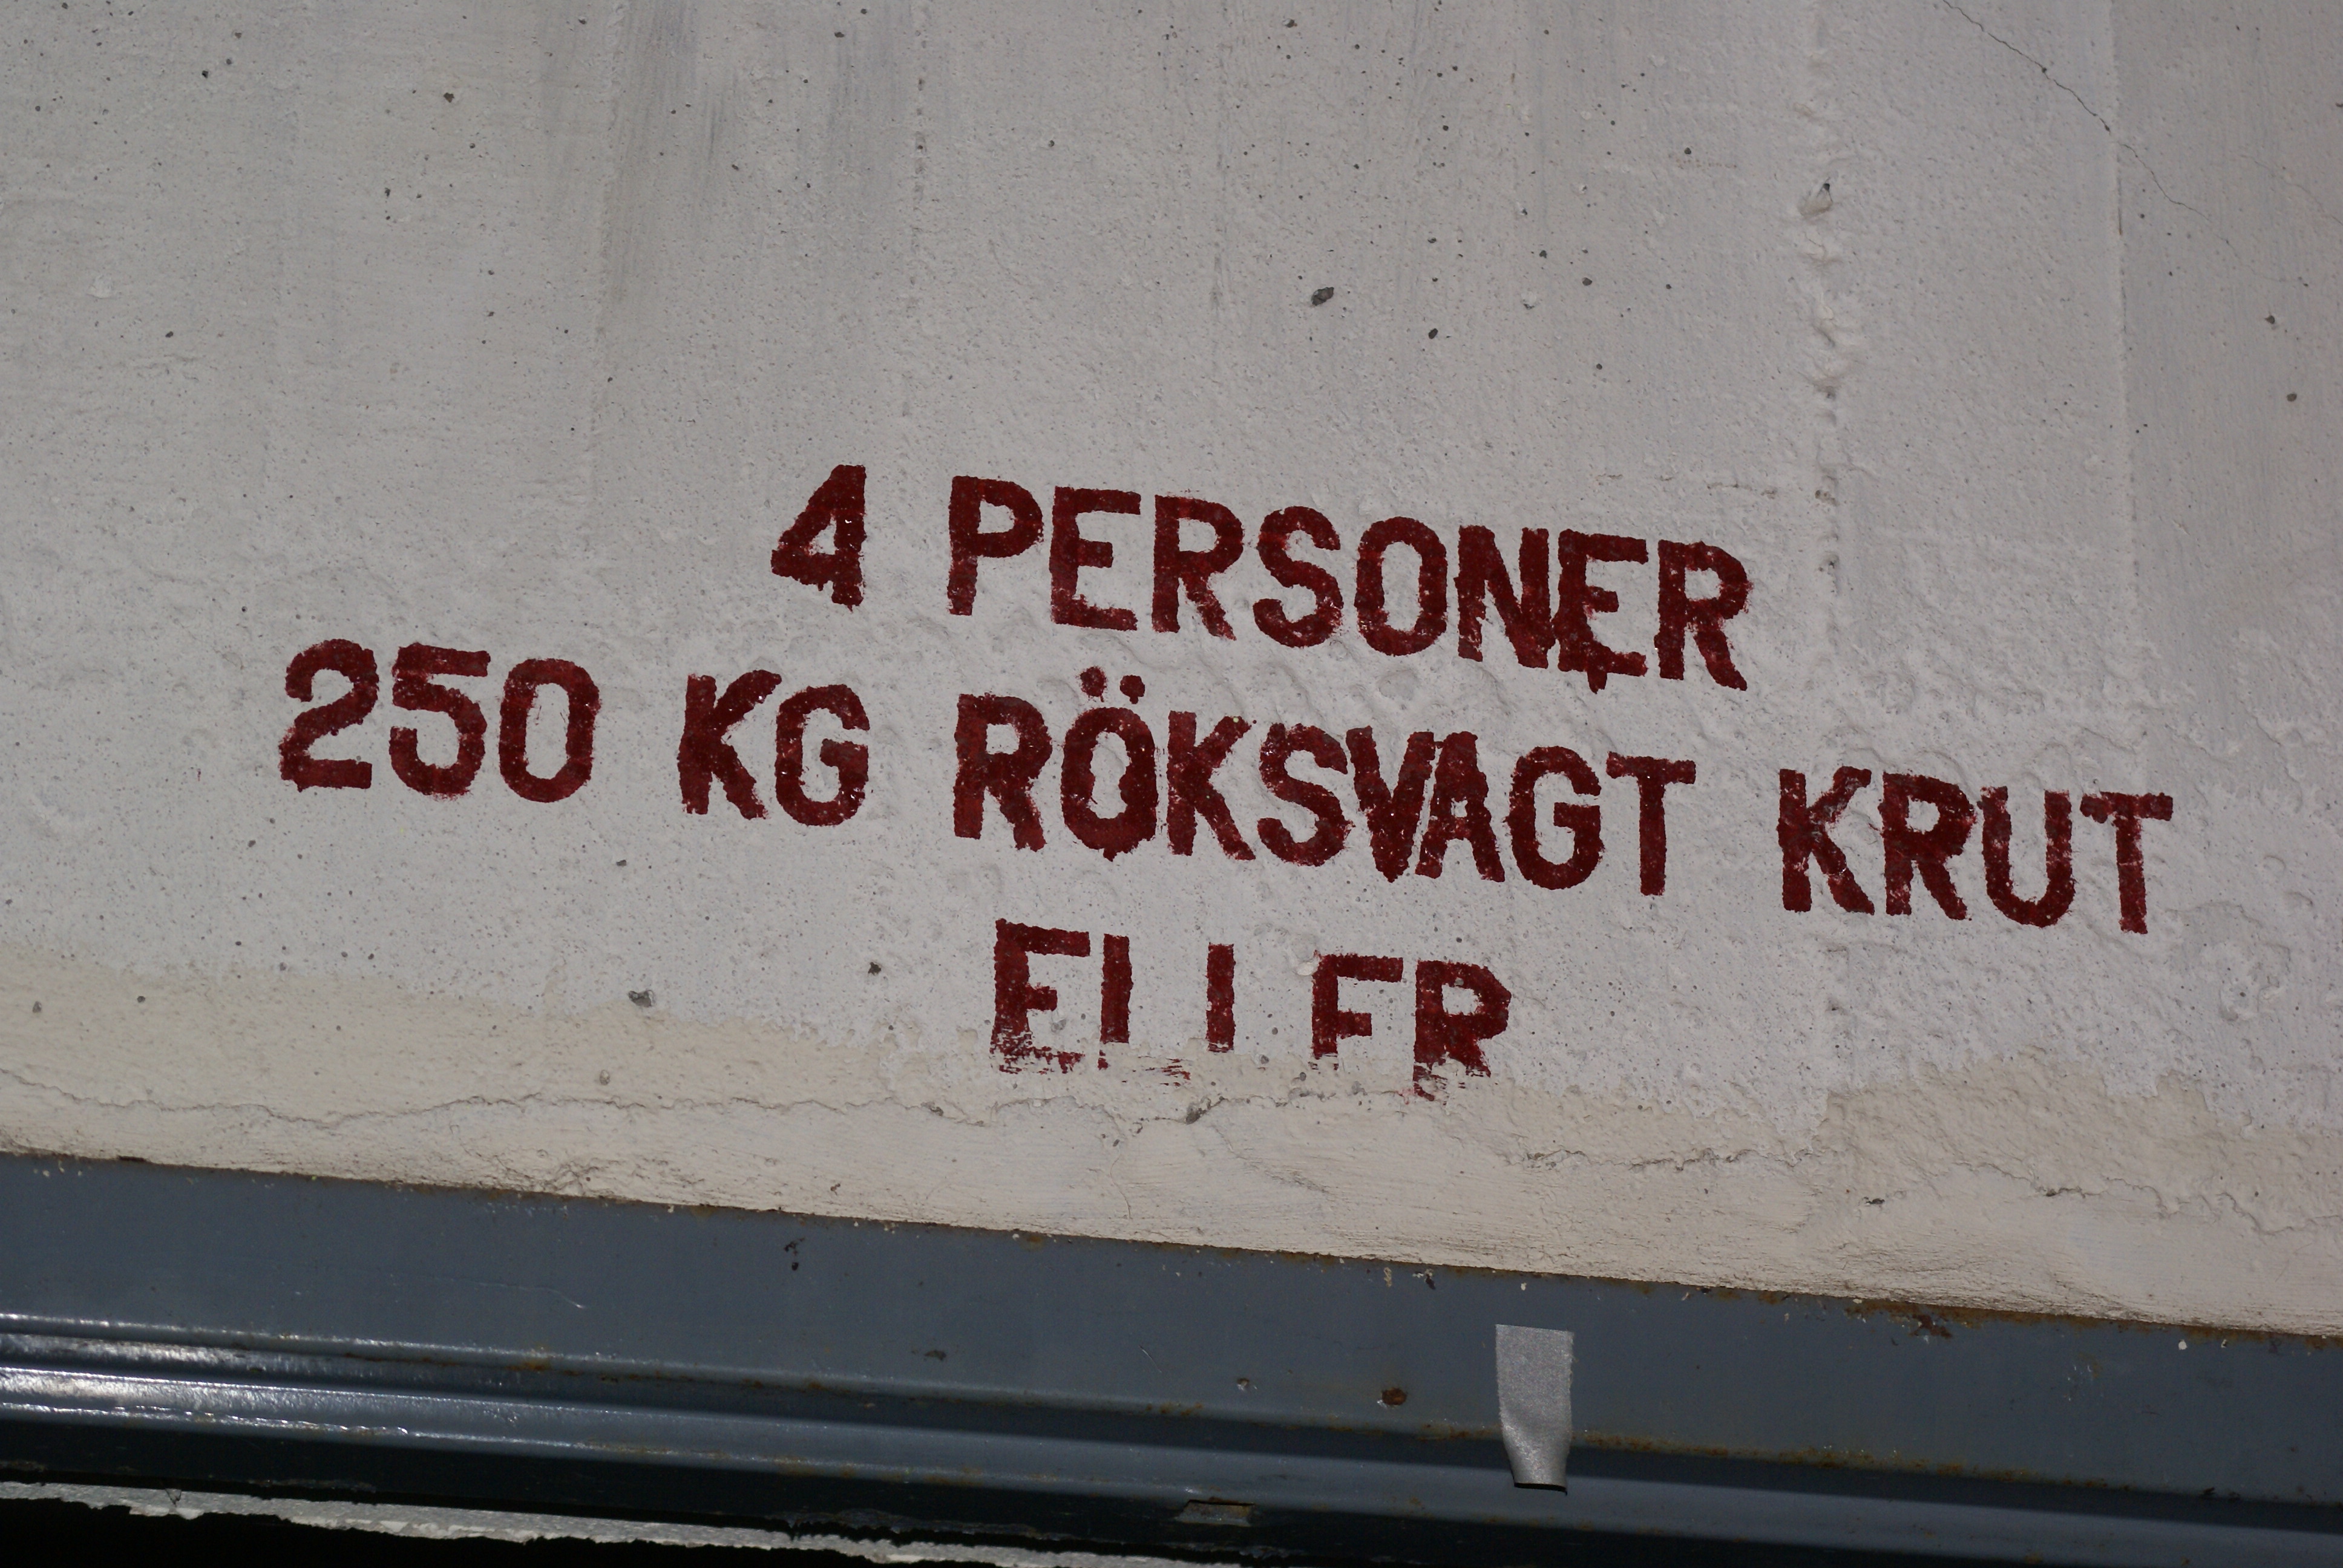 4 PERSONER
250 KG RÖKSVAGT KRUT
ELLER